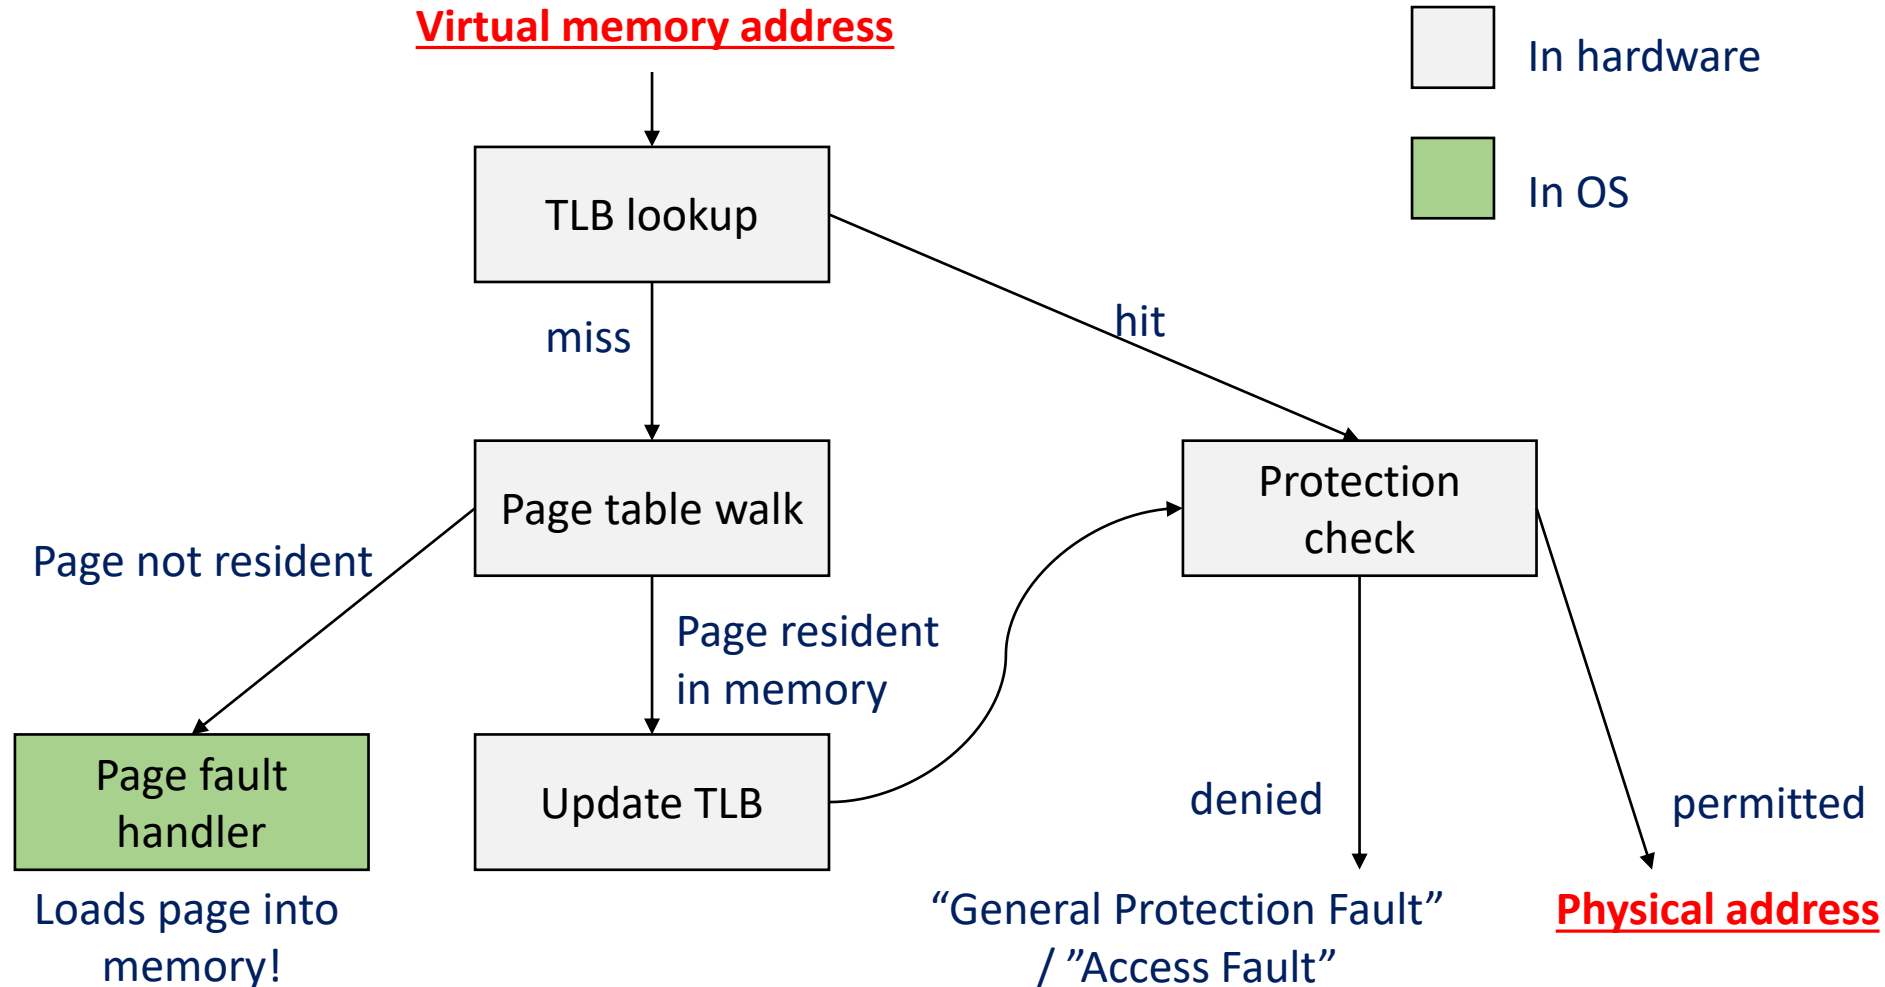 Virtual memory address
In hardware
In OS
TLB lookup
miss
hit
Page table walk
Protection
check
Page not resident
Page resident
in memory
Page fault
handler
Update TLB
denied
permitted
Loads page into
memory!
“General Protection Fault”
/ ”Access Fault”
Physical address